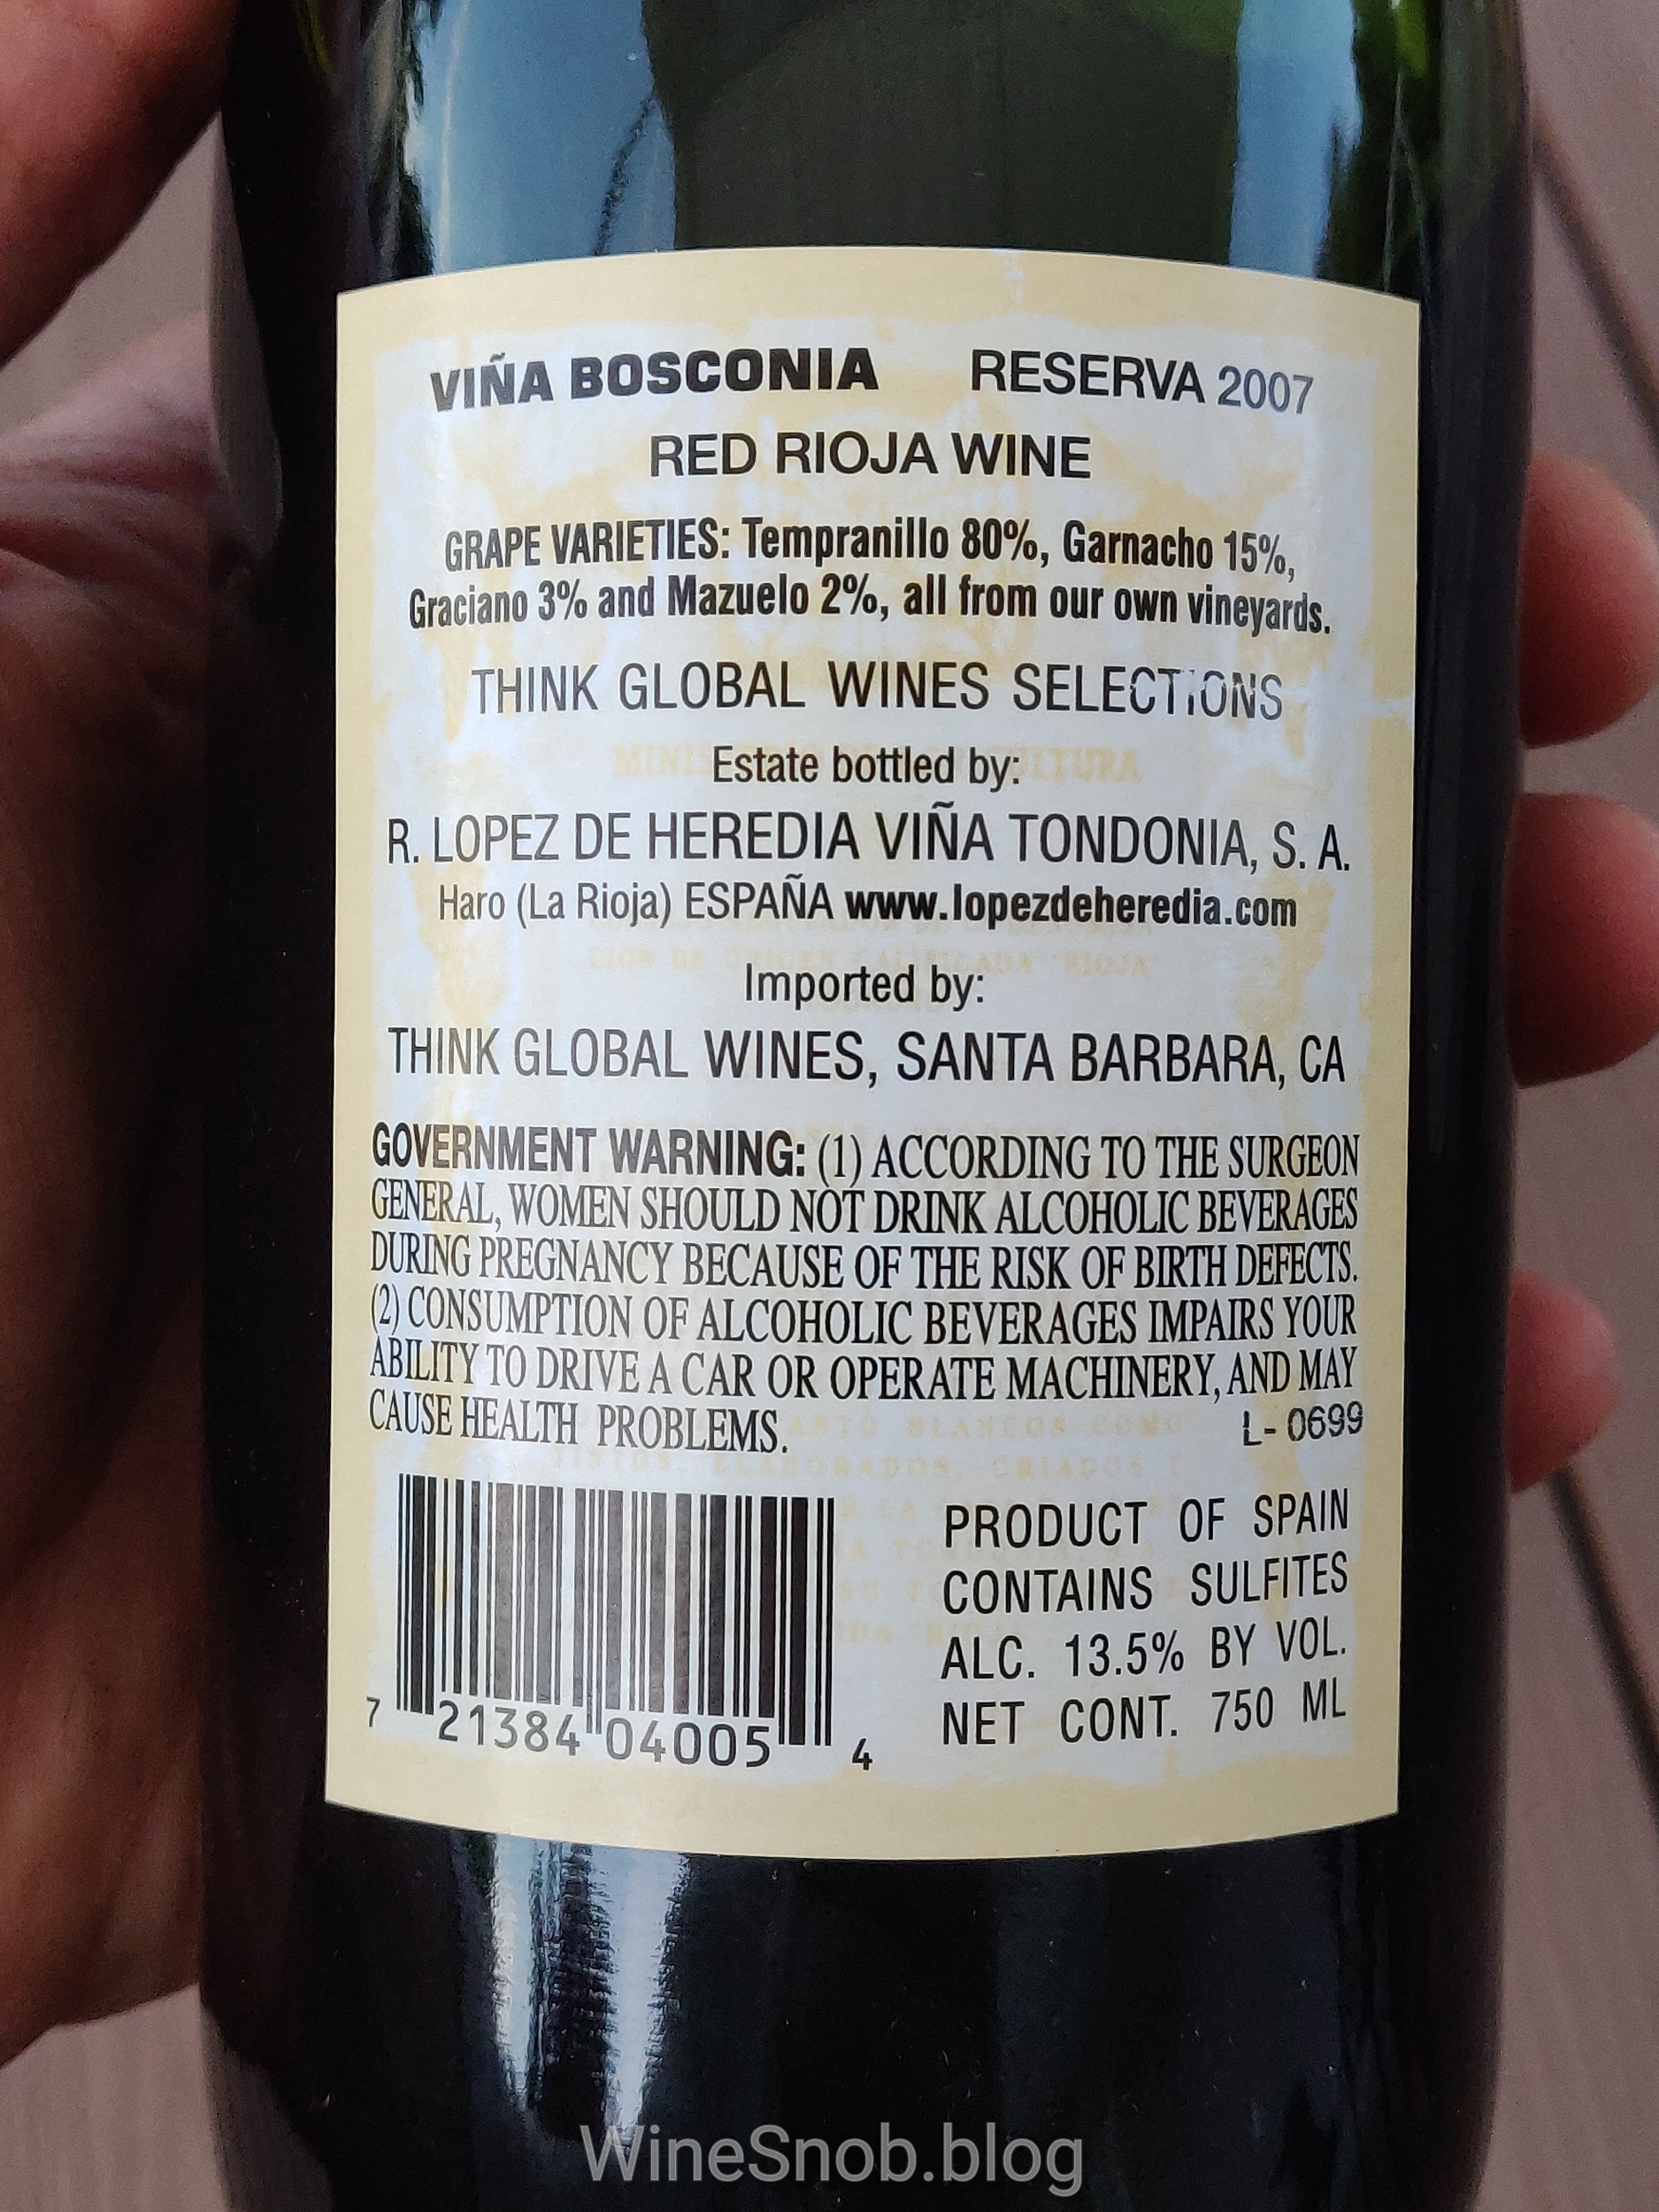 VIÑA BOSCONIA RESERVA 2007
RED RIOJA WINE
GRAPE VARIETIES: Tempranillo 80%, Garnacho 15%,
Graciano 3% and Mazuelo 2%, all from our own vineyards.
THINK GLOBAL WINES SELECTIONS
Estate bottled by:
R. LOPEZ DE HEREDIA VIÑA TONDONIA, S. A.
Haro (La Rioja) ESPAÑA www.lopezdeheredia.com
Imported by:
THINK GLOBAL WINES, SANTA BARBARA, CA
GOVERNMENT WARNING: (1) ACCORDING TO THE SURGEON
GENERAL, WOMEN SHOULD NOT DRINK ALCOHOLIC BEVERAGES
DURING PREGNANCY BECAUSE OF THE RISK OF BIRTH DEFECTS.
(2) CONSUMPTION OF ALCOHOLIC BEVERAGES IMPAIRS YOUR
ABILITY TO DRIVE A CAR OR OPERATE MACHINERY, AND MAY
CAUSE HEALTH PROBLEMS.
L- 0699
PRODUCT OF SPAIN
CONTAINS SULFITES
ALC. 13.5% BY VOL.
NET CONT. 750 ML
7 21384 04005 4
WineSnob.blog